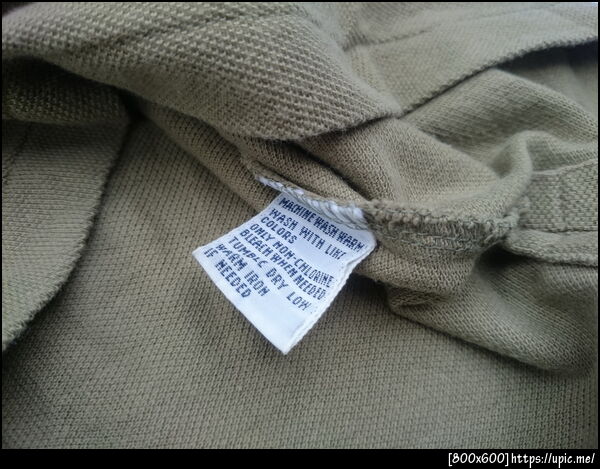 MACHINE WASH WARM
WASH WITH LIKE
COLORS
ONLY NON-CHLORINE
BLEACH WHEN NEEDED
TUMBLE DRY LOW
WARM IRON
IF NEEDED
[800x600] https://upic.me/